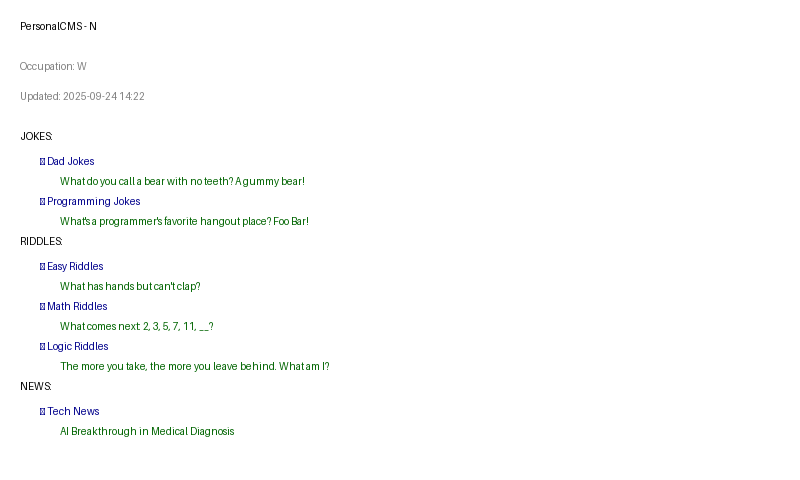 PersonalCMS - N
Occupation: W
Updated: 2025-09-24 14:22
JOKES:
Dad Jokes
What do you call a bear with no teeth? A gummy bear!
Programming Jokes
What's a programmer's favorite hangout place? Foo Bar!
RIDDLES:
Easy Riddles
What has hands but can't clap?
Math Riddles
What comes next: 2, 3, 5, 7, 11, __?
Logic Riddles
The more you take, the more you leave behind. What am I?
NEWS:
Tech News
AI Breakthrough in Medical Diagnosis